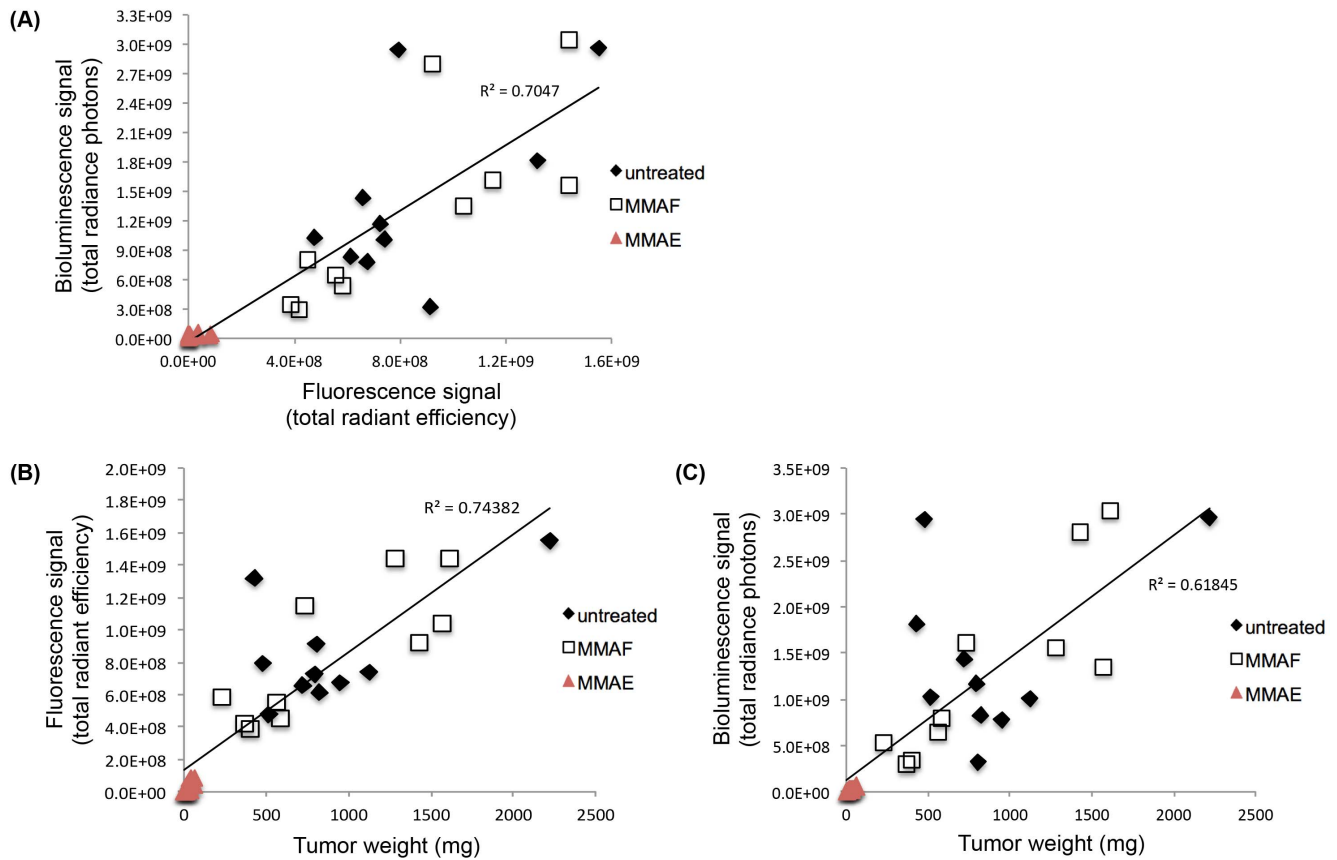 (A)
Bioluminescence signal
(total radiance photons)
3.3E+09
3.0E+09
2.7E+09
2.4E+09
2.1E+09
1.8E+09
1.5E+09
1.2E+09
9.0E+08
6.0E+08
3.0E+08
0.0E+00
R² = 0.7047
untreated
MMAF
MMAE
0.0E+00 4.0E+08 8.0E+08 1.2E+09 1.6E+09
Fluorescence signal
(total radiant efficiency)
(B)
Fluorescence signal
(total radiant efficiency)
2.0E+09
1.8E+09
1.6E+09
1.4E+09
1.2E+09
1.0E+09
8.0E+08
6.0E+08
4.0E+08
2.0E+08
0.0E+00
R² = 0.74382
untreated
MMAF
MMAE
0 500 1000 1500 2000 2500
Tumor weight (mg)
(C)
Bioluminescence signal
(total radiance photons)
3.5E+09
3.0E+09
2.5E+09
2.0E+09
1.5E+09
1.0E+09
5.0E+08
0.0E+00
R² = 0.61845
untreated
MMAF
MMAE
0 500 1000 1500 2000 2500
Tumor weight (mg)